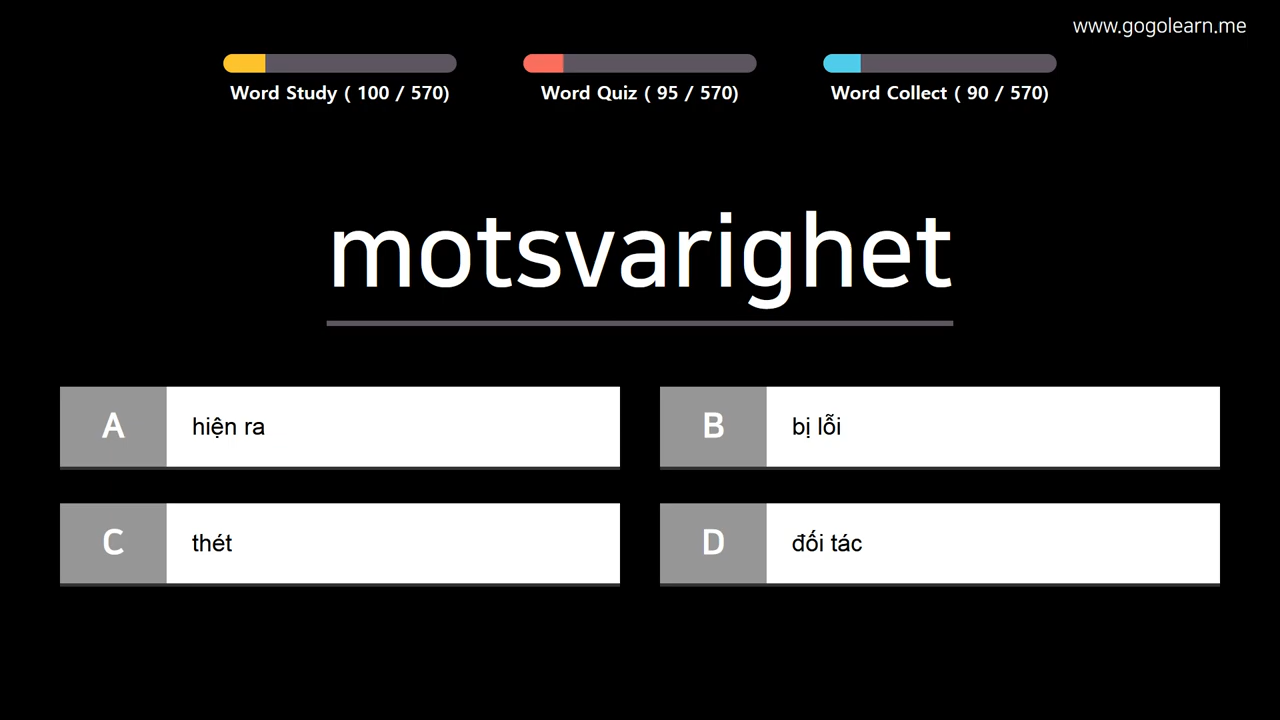 www.gogolearn.me
Word Study ( 100 / 570)
Word Quiz ( 95 / 570)
Word Collect ( 90 / 570)
motsvarighet
A hiện ra
B bị lỗi
C thét
D đối tác